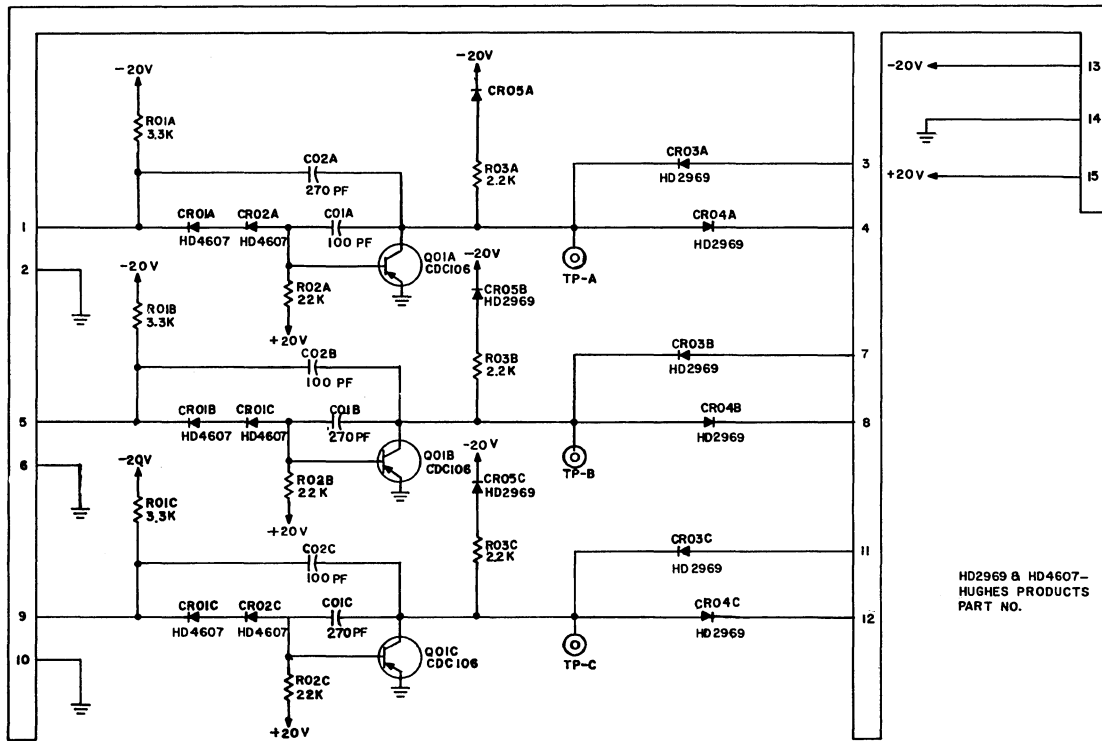 -20V
R01A
3.3K
C02A
270 PF
CR01A
HD4607
CR02A
HD4607
C01A
100 PF
Q01A
CDC106
R02A
22K
+20V
-20V
CR05A
R03A
2.2K
TP-A
CR03A
HD2969
CR04A
HD2969
1
2
3
4
-20V
R01B
3.3K
C02B
100 PF
CR01B
HD4607
CR01C
HD4607
C01B
270 PF
Q01B
CDC106
R02B
22K
+20V
-20V
CR05B
HD2969
R03B
2.2K
TP-B
CR03B
HD2969
CR04B
HD2969
5
6
7
8
-20V
R01C
3.3K
C02C
100 PF
CR01C
HD4607
CR02C
HD4607
C01C
270 PF
Q01C
CDC106
R02C
22K
+20V
-20V
CR05C
HD2969
R03C
2.2K
TP-C
CR03C
HD2969
CR04C
HD2969
9
10
11
12
-20V
13
14
+20V
15
HD2969 & HD4607-
HUGHES PRODUCTS
PART NO.